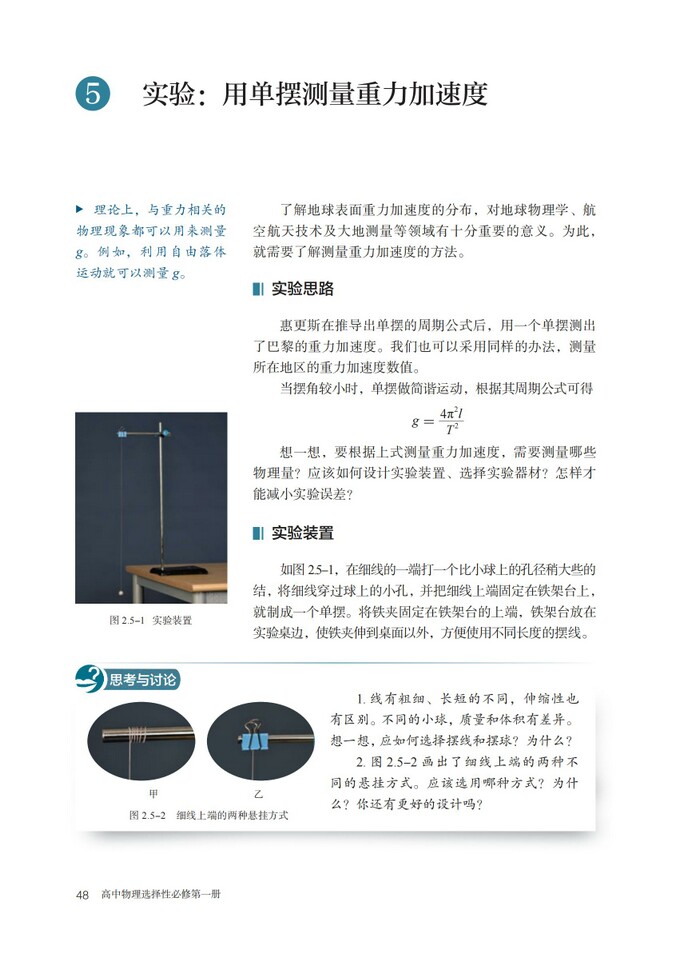 5 实验：用单摆测量重力加速度
▶ 理论上，与重力相关的
物理现象都可以用来测量
g。例如，利用自由落体
运动就可以测量 g。
了解地球表面重力加速度的分布，对地球物理学、航
空航天技术及大地测量等领域有十分重要的意义。为此，
就需要了解测量重力加速度的方法。
实验思路
惠更斯在推导出单摆的周期公式后，用一个单摆测出
了巴黎的重力加速度。我们也可以采用同样的办法，测量
所在地区的重力加速度数值。
当摆角较小时，单摆做简谐运动，根据其周期公式可得
g = 4π²l / T²
想一想，要根据上式测量重力加速度，需要测量哪些
物理量？应该如何设计实验装置、选择实验器材？怎样才
能减小实验误差？
实验装置
如图 2.5-1，在细线的一端打一个比小球上的孔径稍大些的
结，将细线穿过球上的小孔，并把细线上端固定在铁架台上，
就制成一个单摆。将铁夹固定在铁架台的上端，铁架台放在
实验桌边，使铁夹伸到桌面以外，方便使用不同长度的摆线。
图 2.5-1 实验装置
思考与讨论
1. 线有粗细、长短的不同，伸缩性也
有区别。不同的小球，质量和体积有差异。
想一想，应如何选择摆线和摆球？为什么？
2. 图 2.5-2 画出了细线上端的两种不
同的悬挂方式。应该选用哪种方式？为什
么？你还有更好的设计吗？
甲
乙
图 2.5-2 细线上端的两种悬挂方式
48 高中物理选择性必修第一册